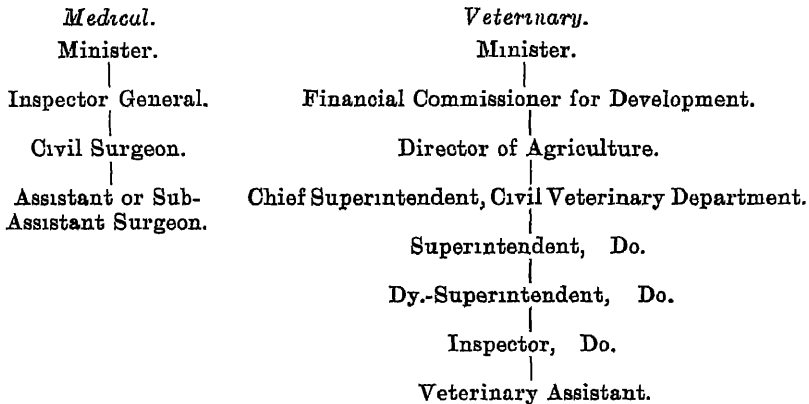 Medical.
Minister.
Inspector General.
Civil Surgeon.
Assistant or Sub-
Assistant Surgeon.
Veterinary.
Minister.
Financial Commissioner for Development.
Director of Agriculture.
Chief Superintendent, Civil Veterinary Department.
Superintendent, Do.
Dy.-Superintendent, Do.
Inspector, Do.
Veterinary Assistant.